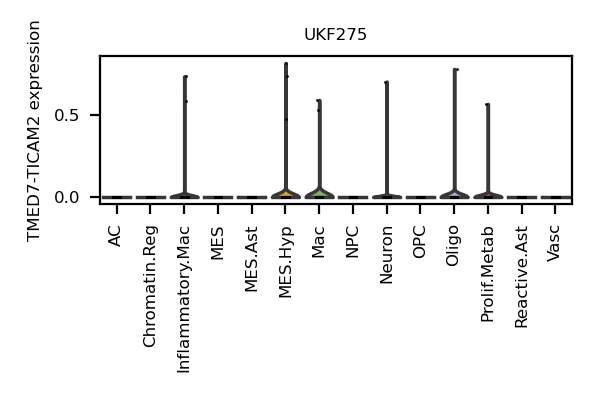 UKF275
TMED7-TICAM2 expression
0.5
0.0
AC
Chromatin.Reg
Inflammatory.Mac
MES
MES.Ast
MES.Hyp
Mac
NPC
Neuron
OPC
Oligo
Prolif.Metab
Reactive.Ast
Vasc